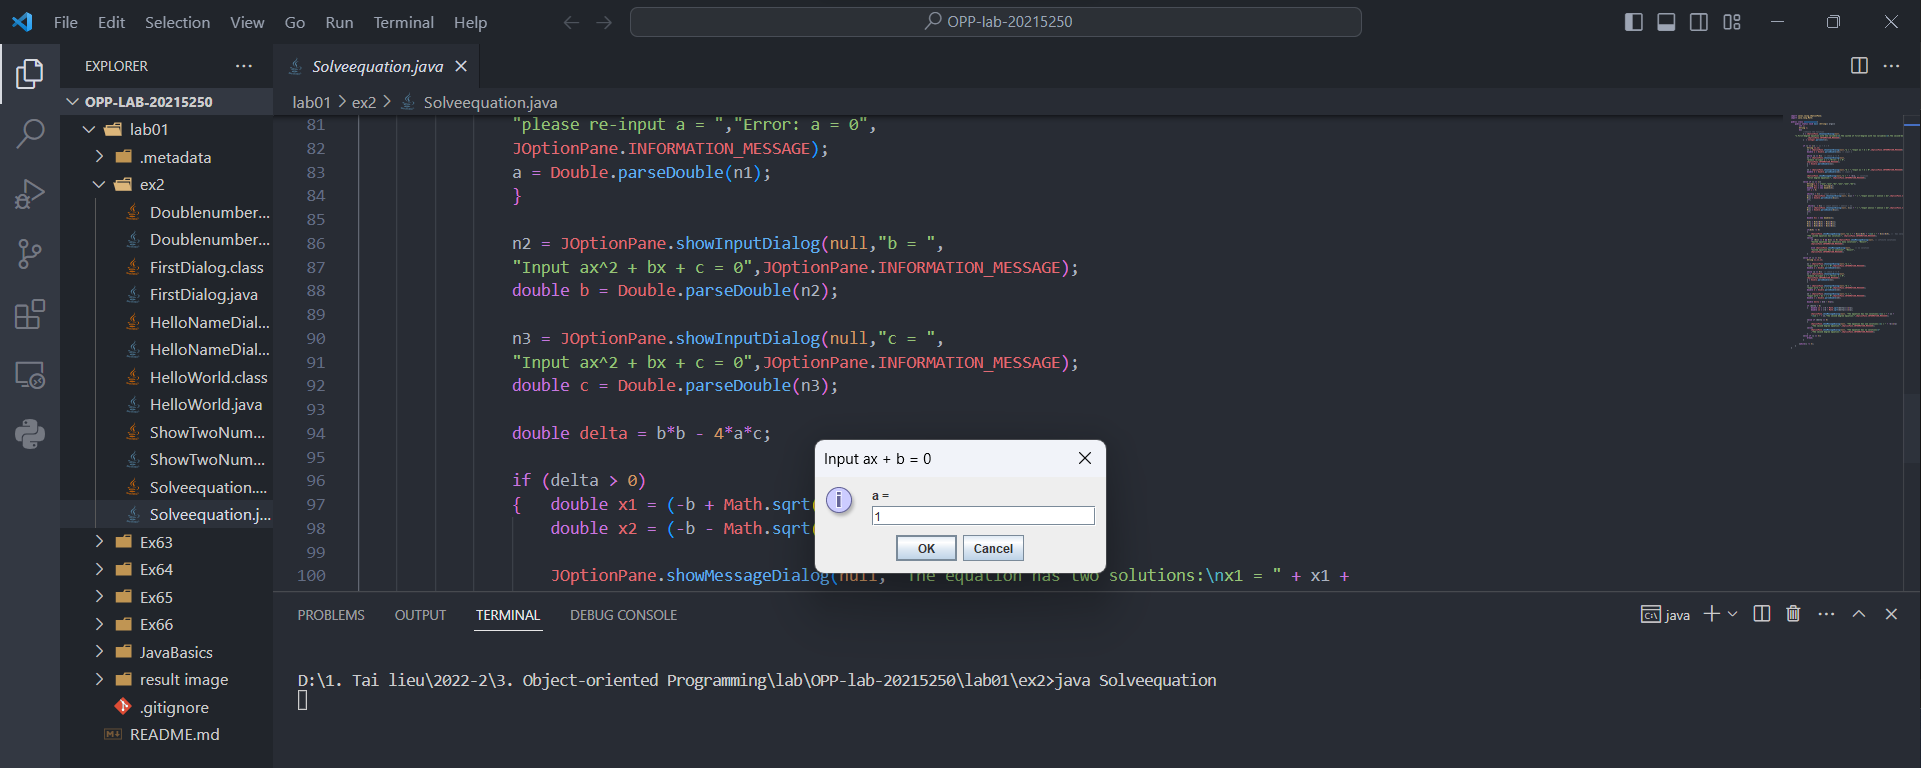 File Edit Selection View Go Run Terminal Help
OPP-lab-20215250
EXPLORER
OPP-LAB-20215250
lab01
.metadata
ex2
Doublenumber...
Doublenumber...
FirstDialog.class
FirstDialog.java
HelloNameDial...
HelloNameDial...
HelloWorld.class
HelloWorld.java
ShowTwoNum...
ShowTwoNum...
Solveequation....
Solveequation.j...
Ex63
Ex64
Ex65
Ex66
JavaBasics
result image
.gitignore
README.md
Solveequation.java
lab01 > ex2 > Solveequation.java
81 "please re-input a = ","Error: a = 0",
82 JOptionPane.INFORMATION_MESSAGE);
83 a = Double.parseDouble(n1);
84 }
85
86 n2 = JOptionPane.showInputDialog(null,"b = ",
87 "Input ax^2 + bx + c = 0",JOptionPane.INFORMATION_MESSAGE);
88 double b = Double.parseDouble(n2);
89
90 n3 = JOptionPane.showInputDialog(null,"c = ",
91 "Input ax^2 + bx + c = 0",JOptionPane.INFORMATION_MESSAGE);
92 double c = Double.parseDouble(n3);
93
94 double delta = b*b - 4*a*c;
95
96 if (delta > 0)
97 { double x1 = (-b + Math.sqrt(
98 double x2 = (-b - Math.sqrt(
99
100 JOptionPane.showMessageDialog(null, The equation has two solutions:\nx1 = " + x1 +
Input ax + b = 0
a =
1
OK Cancel
PROBLEMS OUTPUT TERMINAL DEBUG CONSOLE
java
D:\1. Tai lieu\2022-2\3. Object-oriented Programming\lab\OPP-lab-20215250\lab01\ex2>java Solveequation